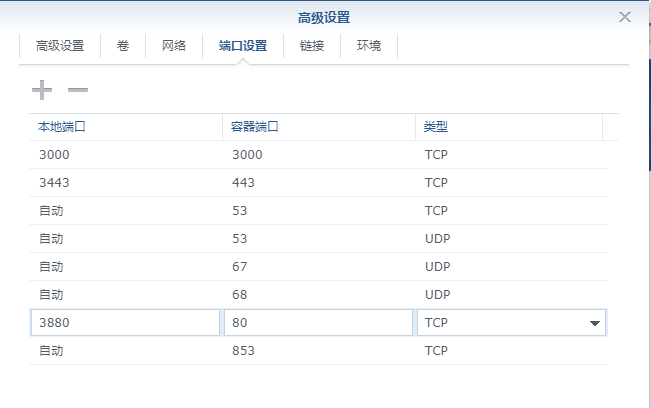 高级设置
高级设置 卷 网络 端口设置 链接 环境
本地端口 容器端口 类型
3000 3000 TCP
3443 443 TCP
自动 53 TCP
自动 53 UDP
自动 67 UDP
自动 68 UDP
3880 80 TCP
自动 853 TCP